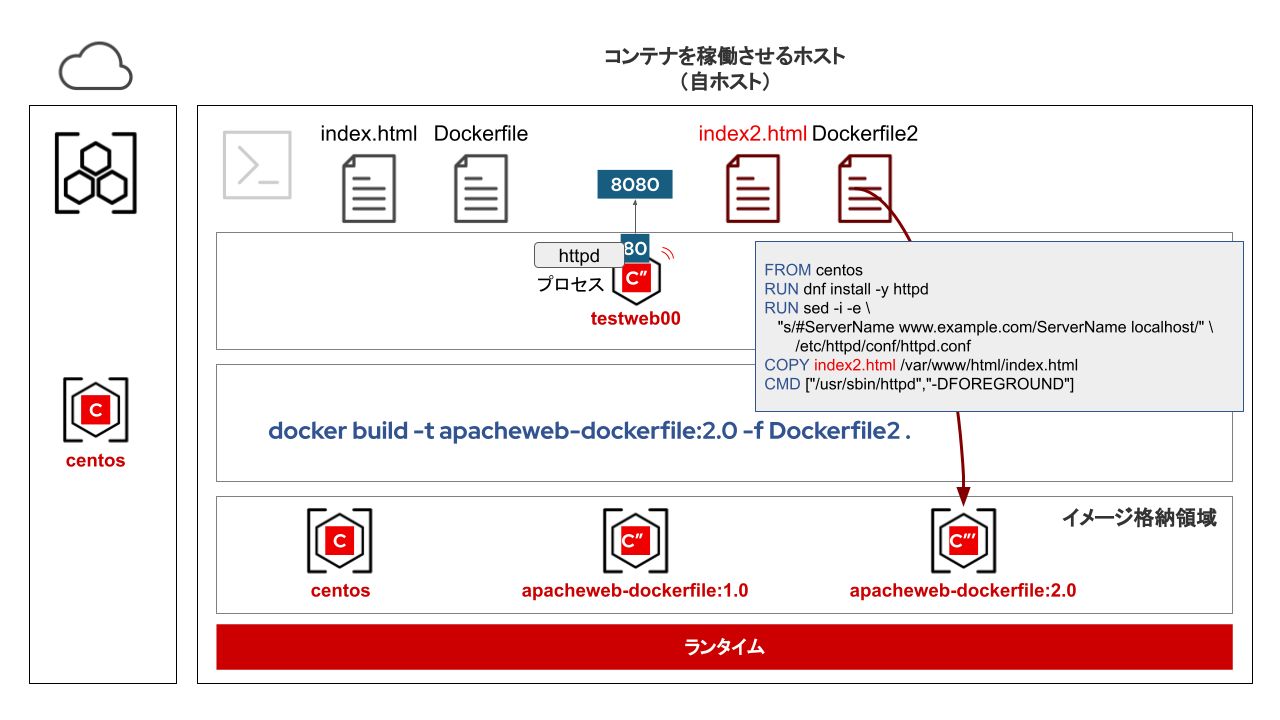 コンテナを稼働させるホスト
（自ホスト）
index.html
Dockerfile
index2.html
Dockerfile2
8080
80
httpd
プロセス
C”
testweb00
FROM centos
RUN dnf install -y httpd
RUN sed -i -e \
"s/#ServerName www.example.com/ServerName localhost/" \
/etc/httpd/conf/httpd.conf
COPY index2.html /var/www/html/index.html
CMD ["/usr/sbin/httpd","-DFOREGROUND"]
C
centos
docker build -t apacheweb-dockerfile:2.0 -f Dockerfile2 .
イメージ格納領域
C
centos
C”
apacheweb-dockerfile:1.0
C”’
apacheweb-dockerfile:2.0
ランタイム